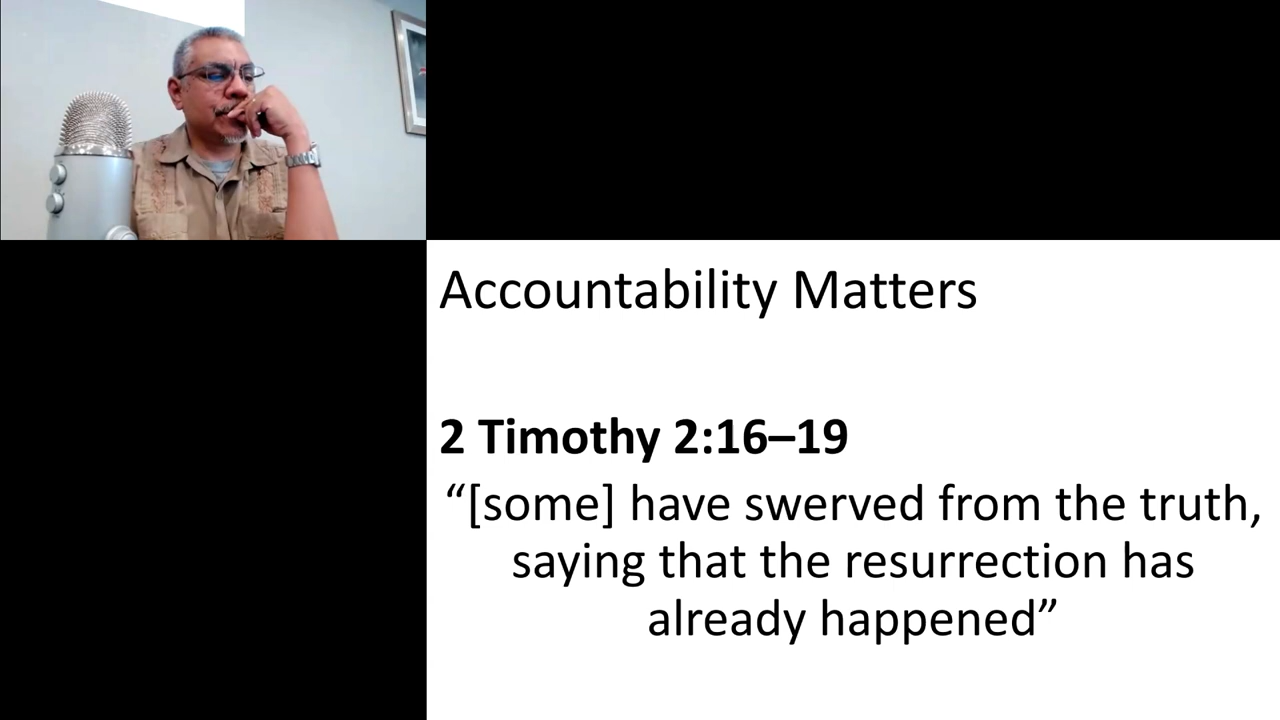 Accountability Matters
2 Timothy 2:16–19
“[some] have swerved from the truth,
saying that the resurrection has
already happened”